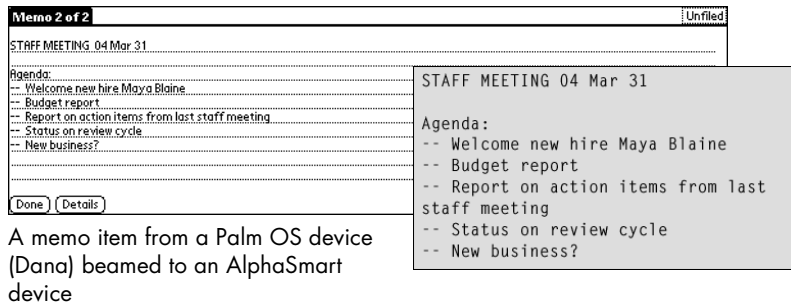 Memo 2 of 2
Unfiled
STAFF MEETING 04 Mar 31
Agenda:
-- Welcome new hire Maya Blaine
-- Budget report
-- Report on action items from last staff meeting
-- Status on review cycle
-- New business?
Done Details
STAFF MEETING 04 Mar 31
Agenda:
-- Welcome new hire Maya Blaine
-- Budget report
-- Report on action items from last
staff meeting
-- Status on review cycle
-- New business?
A memo item from a Palm OS device
(Dana) beamed to an AlphaSmart
device